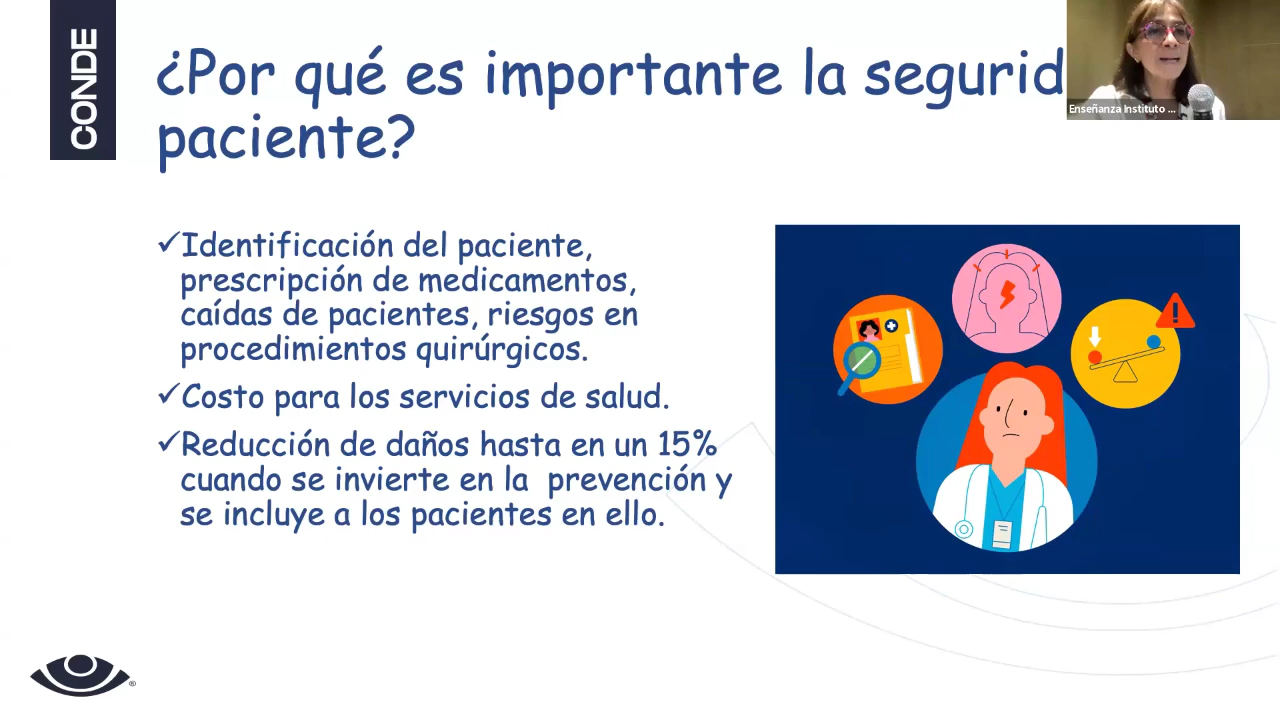 CONDE
¿Por qué es importante la segurid
paciente?
Enseñanza Instituto ...
✓Identificación del paciente,
prescripción de medicamentos,
caídas de pacientes, riesgos en
procedimientos quirúrgicos.
✓Costo para los servicios de salud.
✓Reducción de daños hasta en un 15%
cuando se invierte en la prevención y
se incluye a los pacientes en ello.
!
®